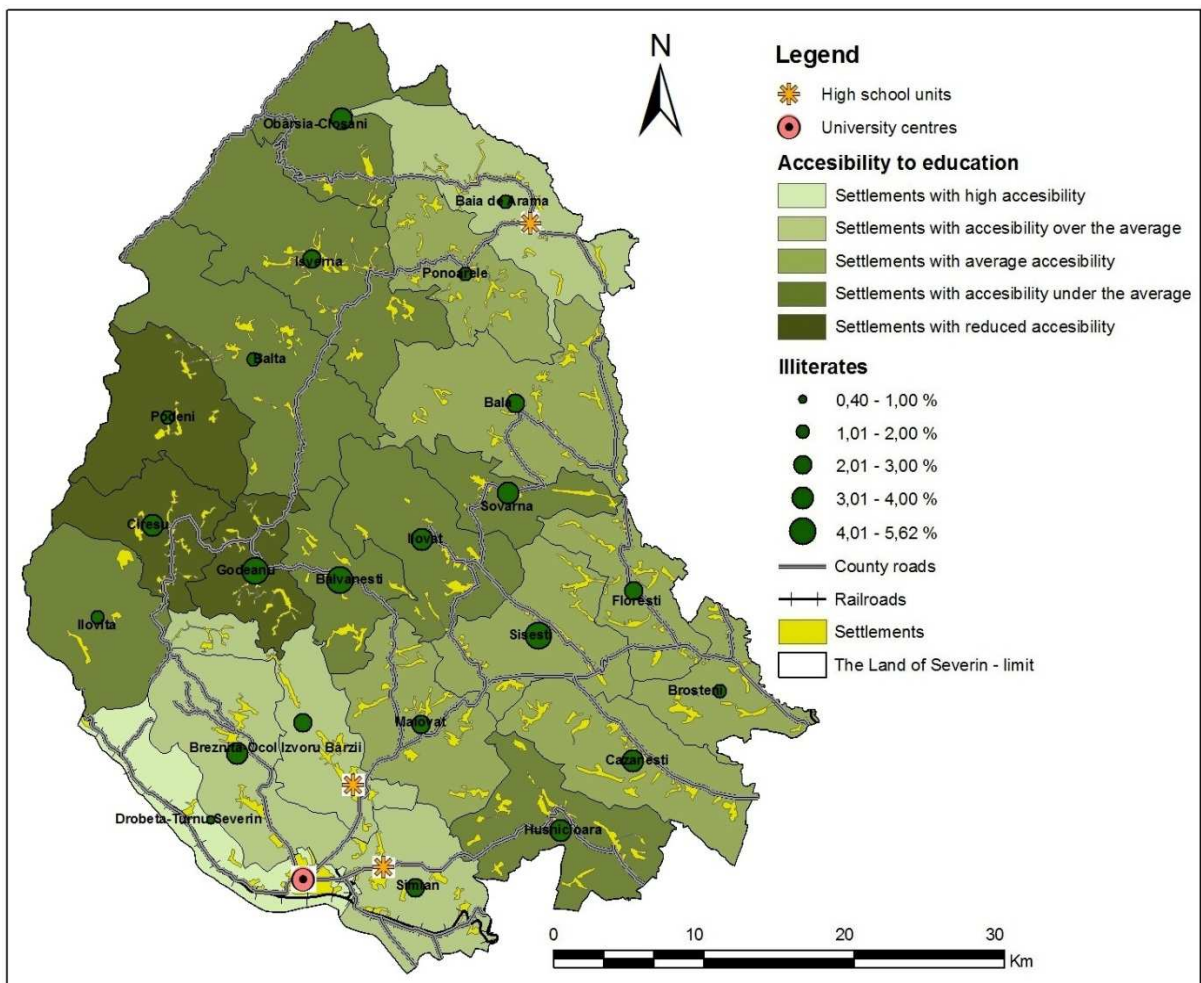 N
Legend
High school units
University centres
Accesibility to education
Settlements with high accesibility
Settlements with accesibility over the average
Settlements with average accesibility
Settlements with accesibility under the average
Settlements with reduced accesibility
Illiterates
0,40 - 1,00 %
1,01 - 2,00 %
2,01 - 3,00 %
3,01 - 4,00 %
4,01 - 5,62 %
County roads
Railroads
Settlements
The Land of Severin - limit
Obarsia-Closani
Baia de Arama
Isverna
Ponoarele
Balta
Podeni
Bala
Sovarna
Ciresu
Ilovat
Godeanu
Balvanesti
Floresti
Ilovita
Sisesti
Brosteni
Malovat
Breznita-Ocol
Izvoru Barzii
Cazanesti
Drobeta-Turnu Severin
Husnicioara
Simian
0 10 20 30
Km